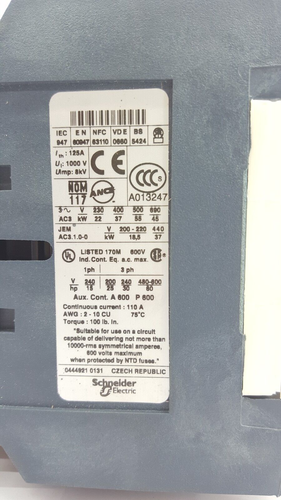 IEC EN NFC VDE BS
947 60947 63110 0660 5424
Ith : 125A
Ui : 1000 V
Uimp : 8kV
CE
CCC
A013247
NOM
117
ANCE
3~ V 230 400 500 690
AC3 kW 22 37 55 45
JEM V 200 - 220 440
AC3.1.0-0 kW 18,5 37
UL LISTED 170M 600V
Ind. Cont. Eq. a.c. max.
1ph 3 ph
V 240 200 240 480-600
hp 15 25 30 60
Aux. Cont. A 600 P 600
Continuous current : 110 A
AWG : 2 - 10 CU 75°C
Torque : 100 lb. in.
"Suitable for use on a circuit
capable of delivering not more than
10000-rms symmetrical amperes,
600 volts maximum
when protected by NTD fuses."
0444921 0131 CZECH REPUBLIC
Schneider
Electric